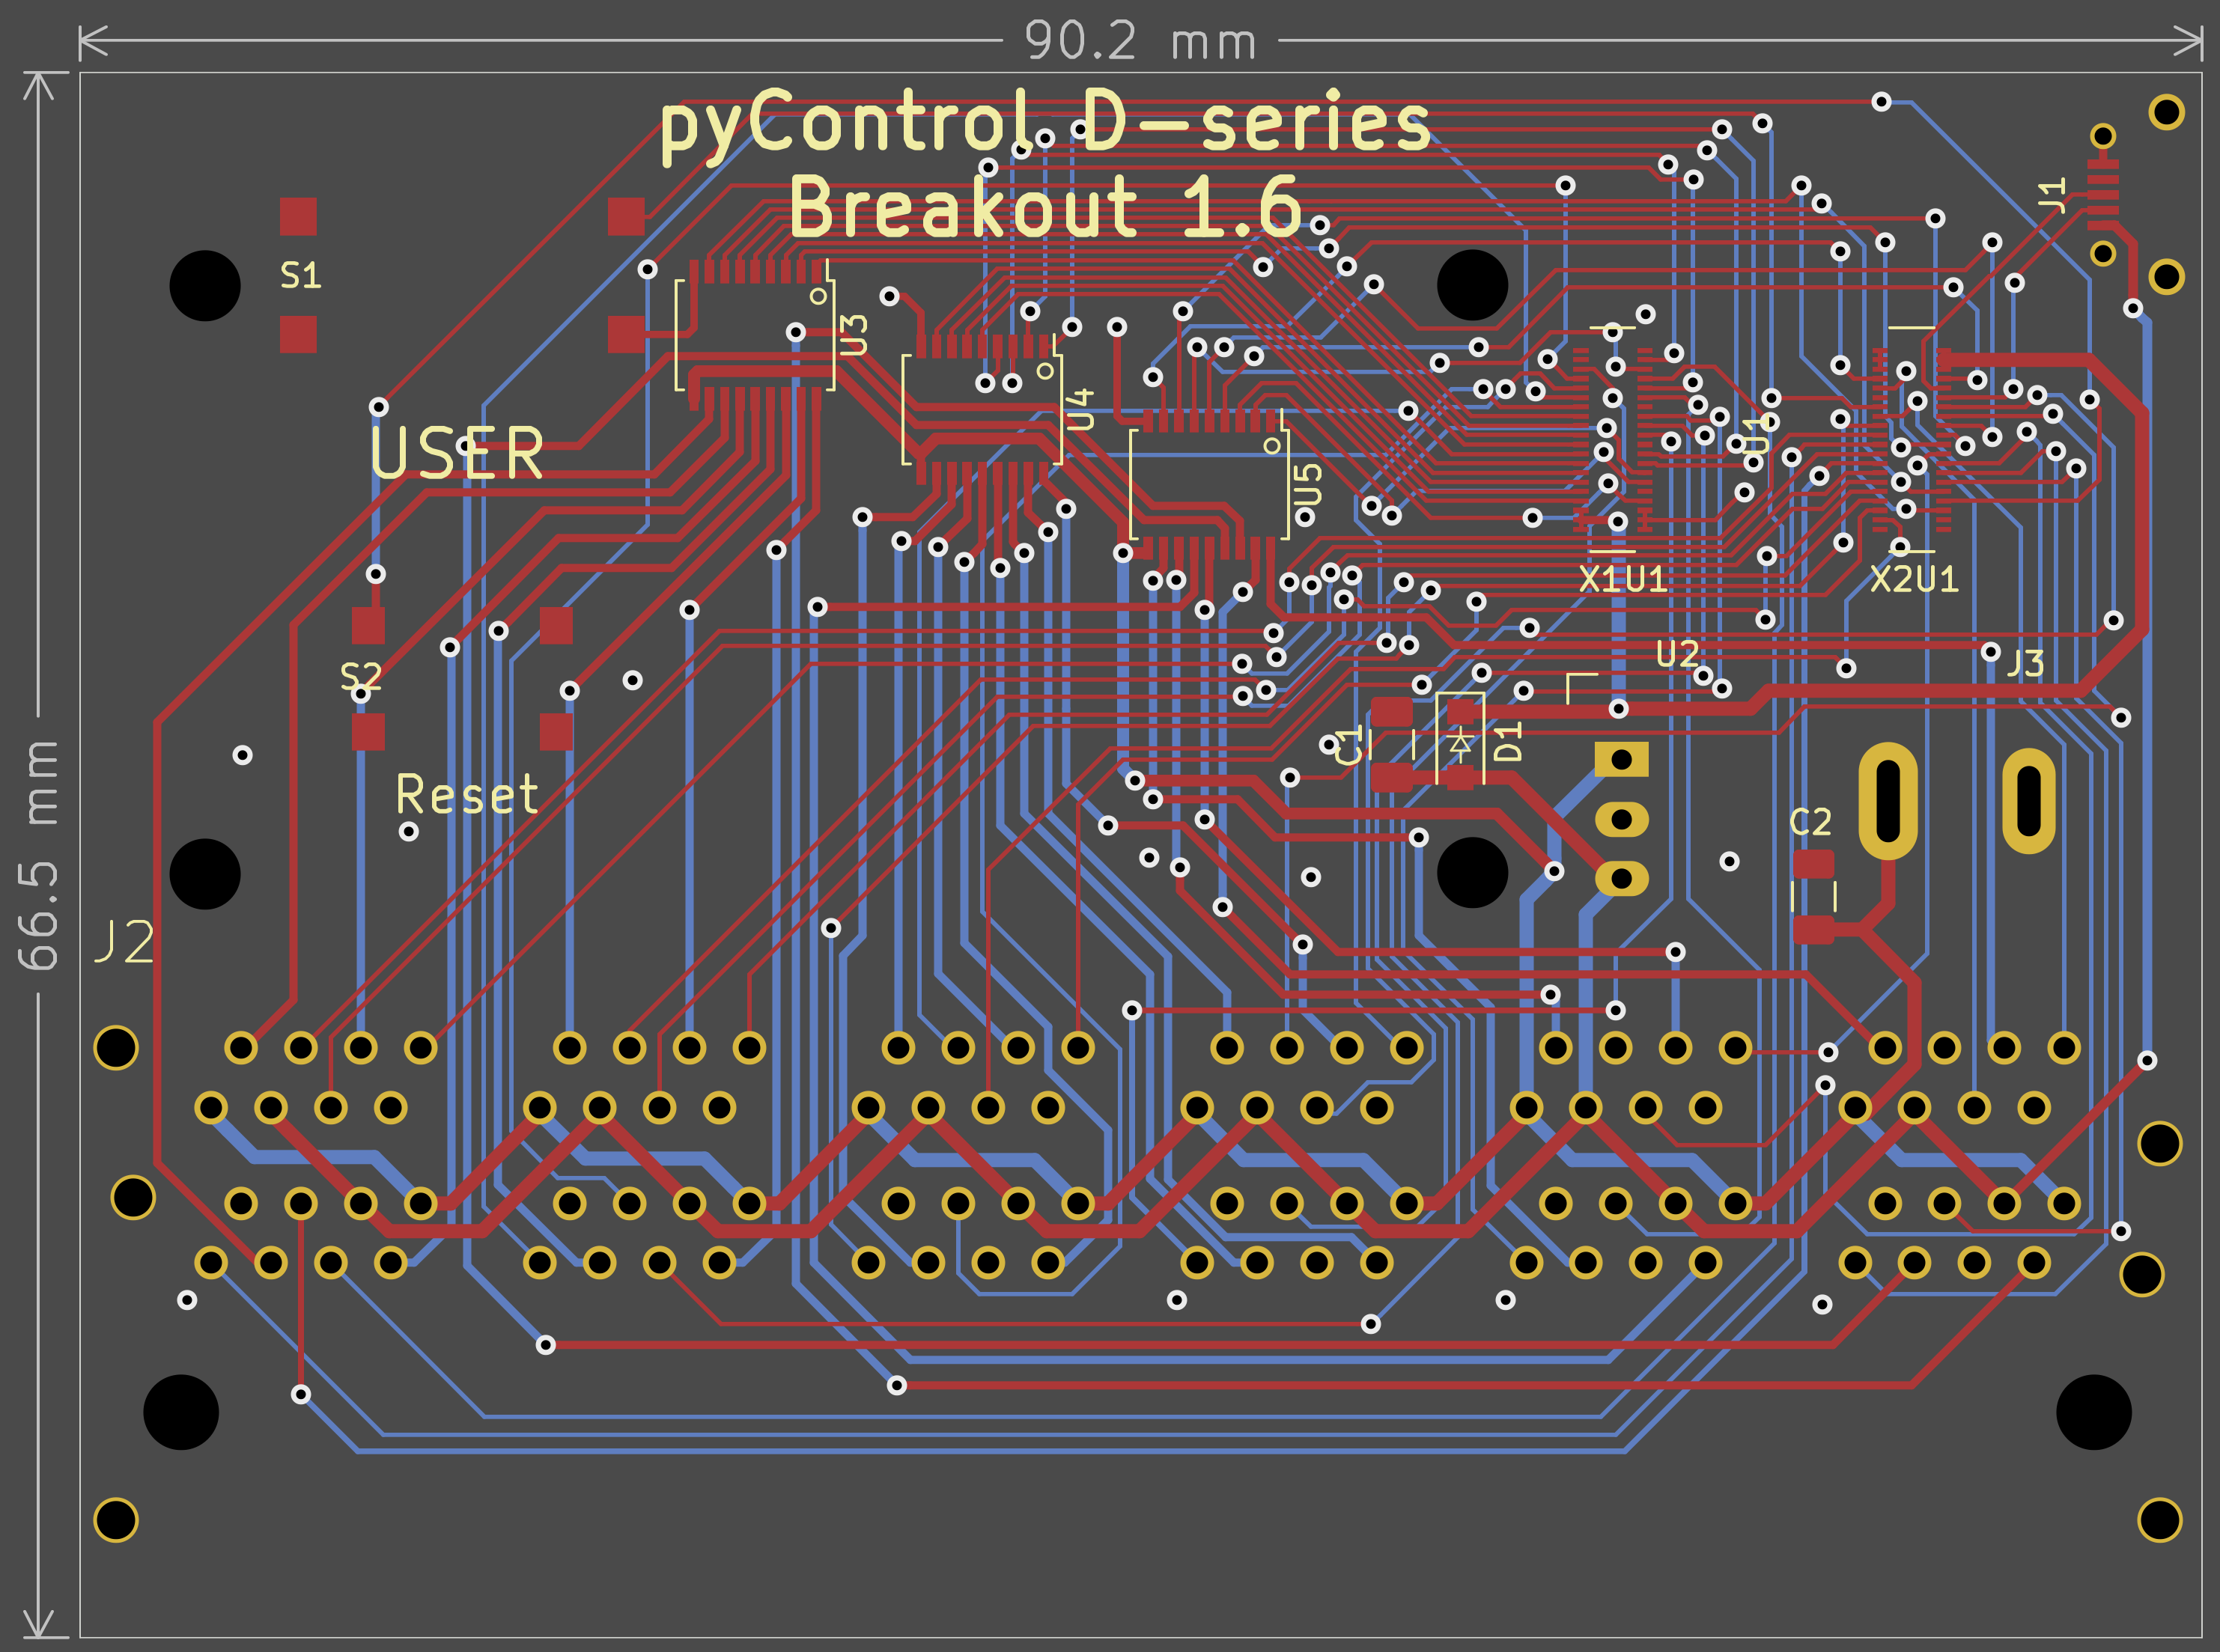 90.2 mm
pyControl D-series
Breakout 1.6
J1
S1
U3
U4
USER
U1
U5
X1U1
X2U1
U2
J3
S2
C1
D1
Reset
C2
66.5 mm
J2